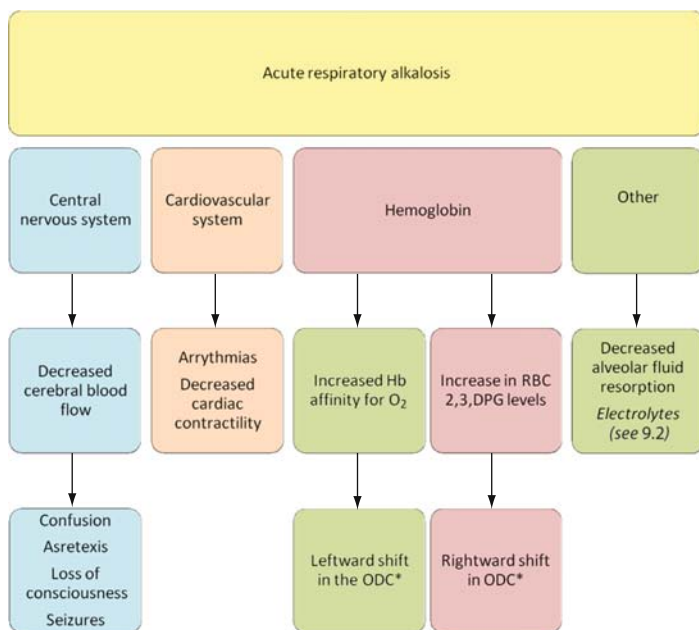 Acute respiratory alkalosis
Central
nervous system
Cardiovascular
system
Hemoglobin
Other
Decreased
cerebral blood
flow
Arrythmias
Decreased
cardiac
contractility
Increased Hb
affinity for O₂
Increase in RBC
2,3,DPG levels
Decreased
alveolar fluid
resorption
Electrolytes
(see 9.2)
Confusion
Asretexis
Loss of
consciousness
Seizures
Leftward shift
in the ODC*
Rightward shift
in ODC*